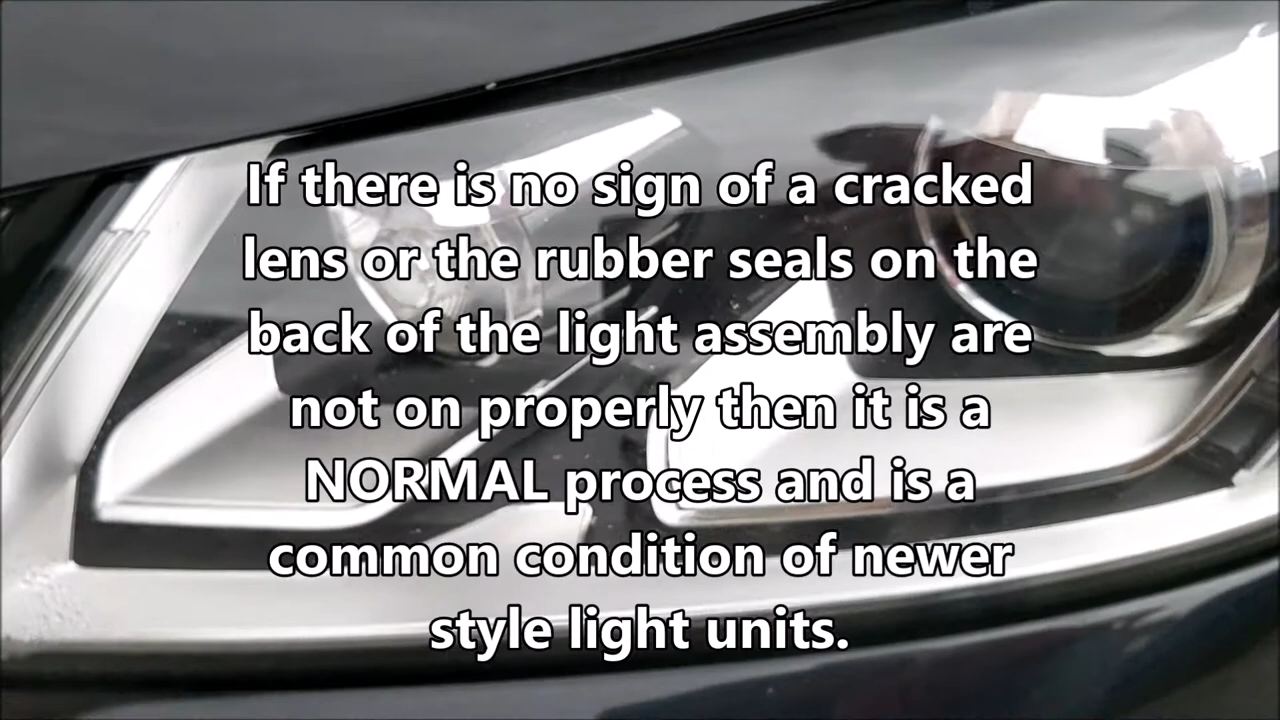 If there is no sign of a cracked
lens or the rubber seals on the
back of the light assembly are
not on properly then it is a
NORMAL process and is a
common condition of newer
style light units.